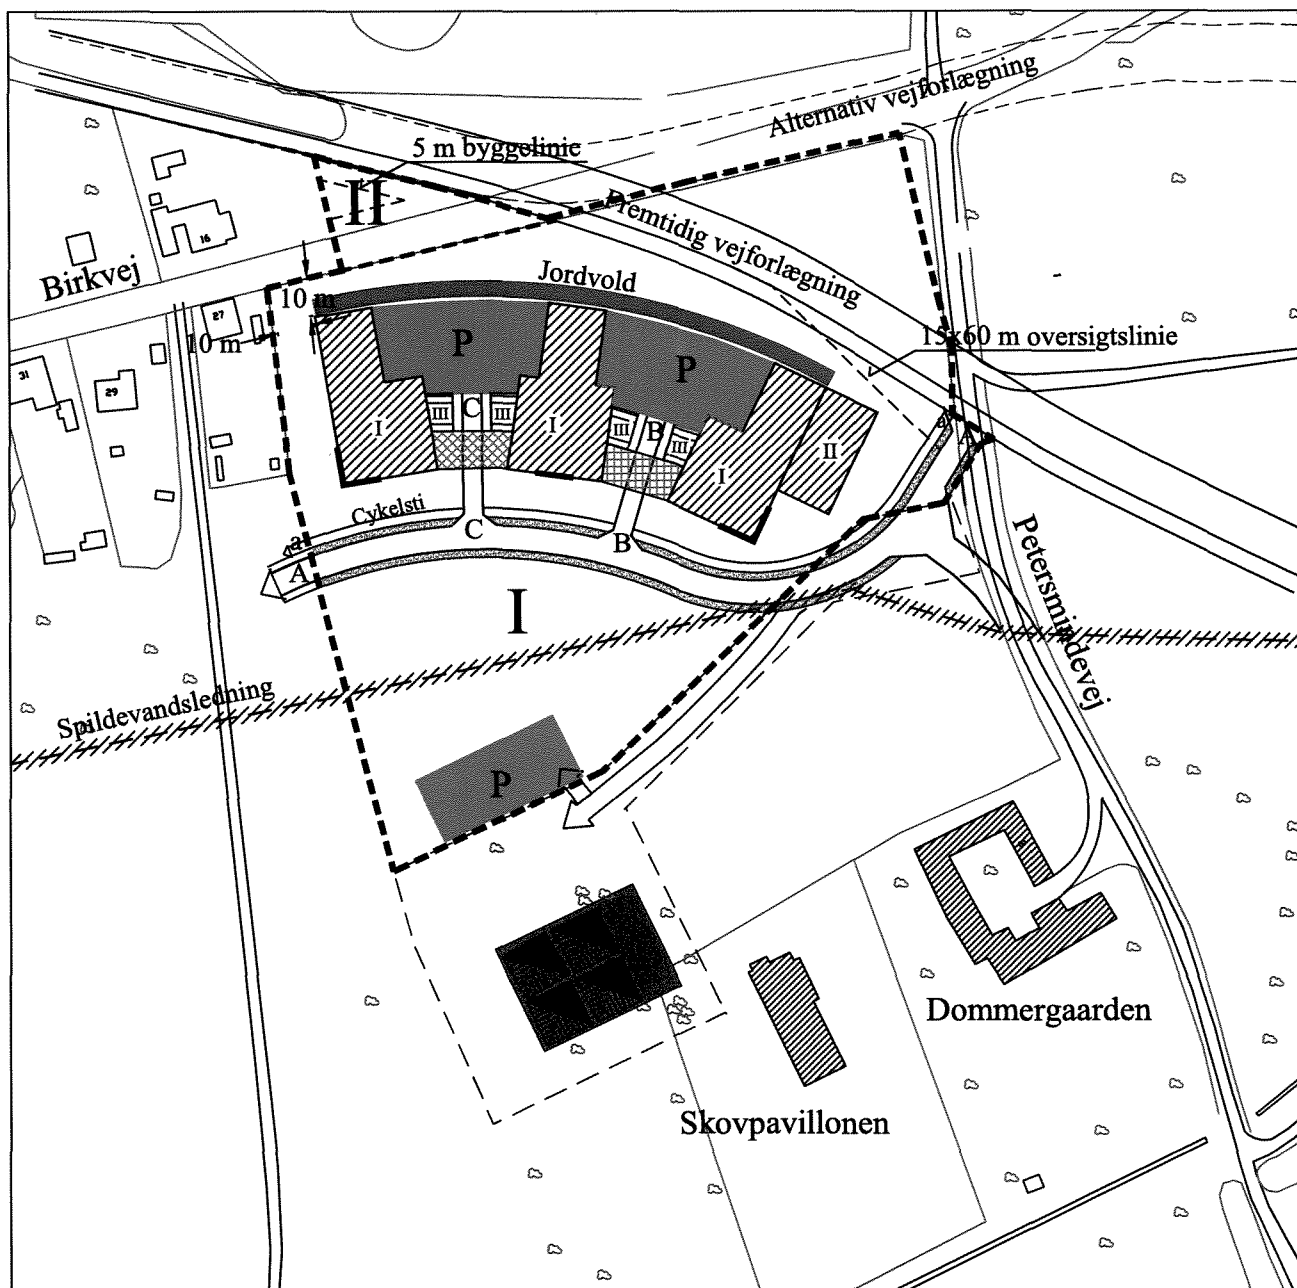 Alternativ vejforlægning
5 m byggelinie
II
Fremtidig vejforlægning
16
Birkvej
Jordvold
10 m
27
10 m
15x60 m oversigtslinie
P
P
31
29
III
C
III
I
I
III
B
III
I
II
a
A
Cykelsti
a
A
C
B
I
Petersmindevej
Spildevandsledning
P
Dommergaarden
Skovpavillonen